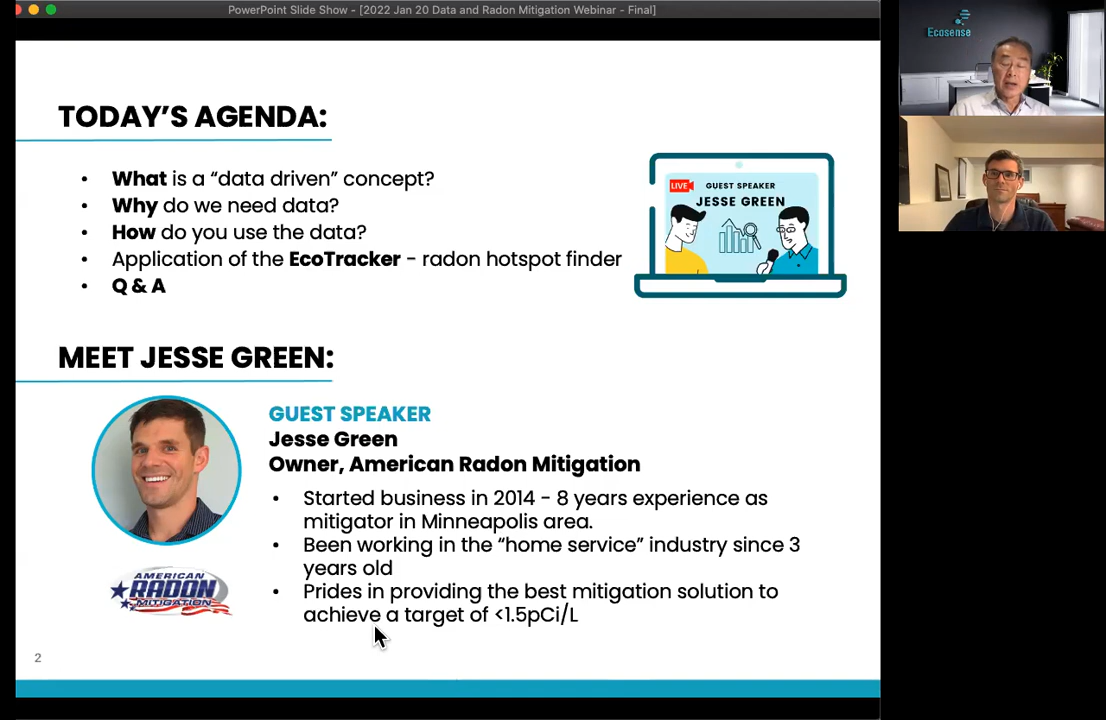 PowerPoint Slide Show - [2022 Jan 20 Data and Radon Mitigation Webinar - Final]
Ecosense
TODAY'S AGENDA:
• What is a “data driven” concept?
• Why do we need data?
• How do you use the data?
• Application of the EcoTracker - radon hotspot finder
• Q & A
LIVE
GUEST SPEAKER
JESSE GREEN
MEET JESSE GREEN:
GUEST SPEAKER
Jesse Green
Owner, American Radon Mitigation
• Started business in 2014 - 8 years experience as
mitigator in Minneapolis area.
• Been working in the “home service” industry since 3
years old
• Prides in providing the best mitigation solution to
achieve a target of <1.5pCi/L
AMERICAN
RADON
MITIGATION
2